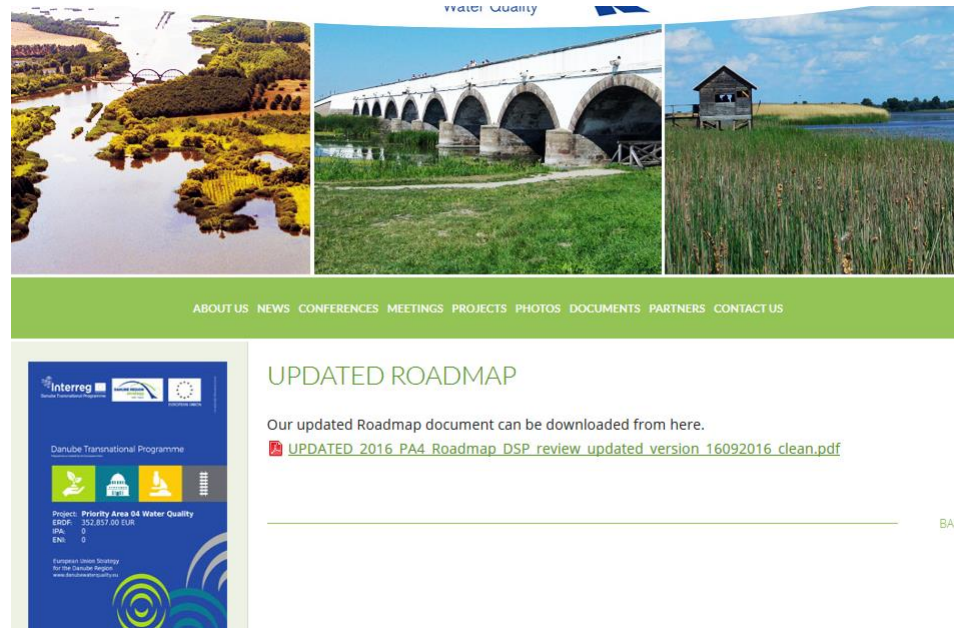 Water Quality
ABOUT US NEWS CONFERENCES MEETINGS PROJECTS PHOTOS DOCUMENTS PARTNERS CONTACT US
Interreg
Danube Transnational Programme
DANUBE REGION
EUROPEAN UNION
Danube Transnational Programme
Project: Priority Area 04 Water Quality
ERDF: 352,857.00 EUR
IPA: 0
ENI: 0
European Union Strategy
for the Danube Region
www.danubewaterquality.eu
UPDATED ROADMAP
Our updated Roadmap document can be downloaded from here.
UPDATED_2016_PA4_Roadmap_DSP_review_updated_version_16092016_clean.pdf
BA